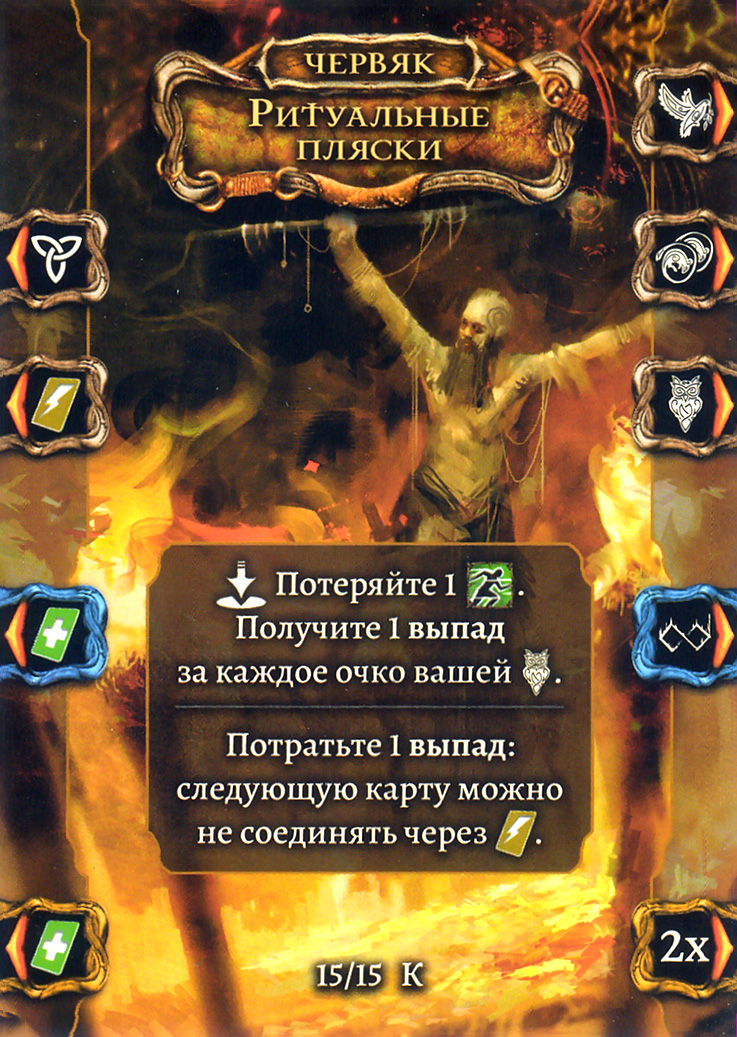 ЧЕРВЯК
РИТУАЛЬНЫЕ
ПЛЯСКИ
Потеряйте 1 .
Получите 1 выпад
за каждое очко вашей .
Потратьте 1 выпад:
следующую карту можно
не соединять через .
2x
15/15 К